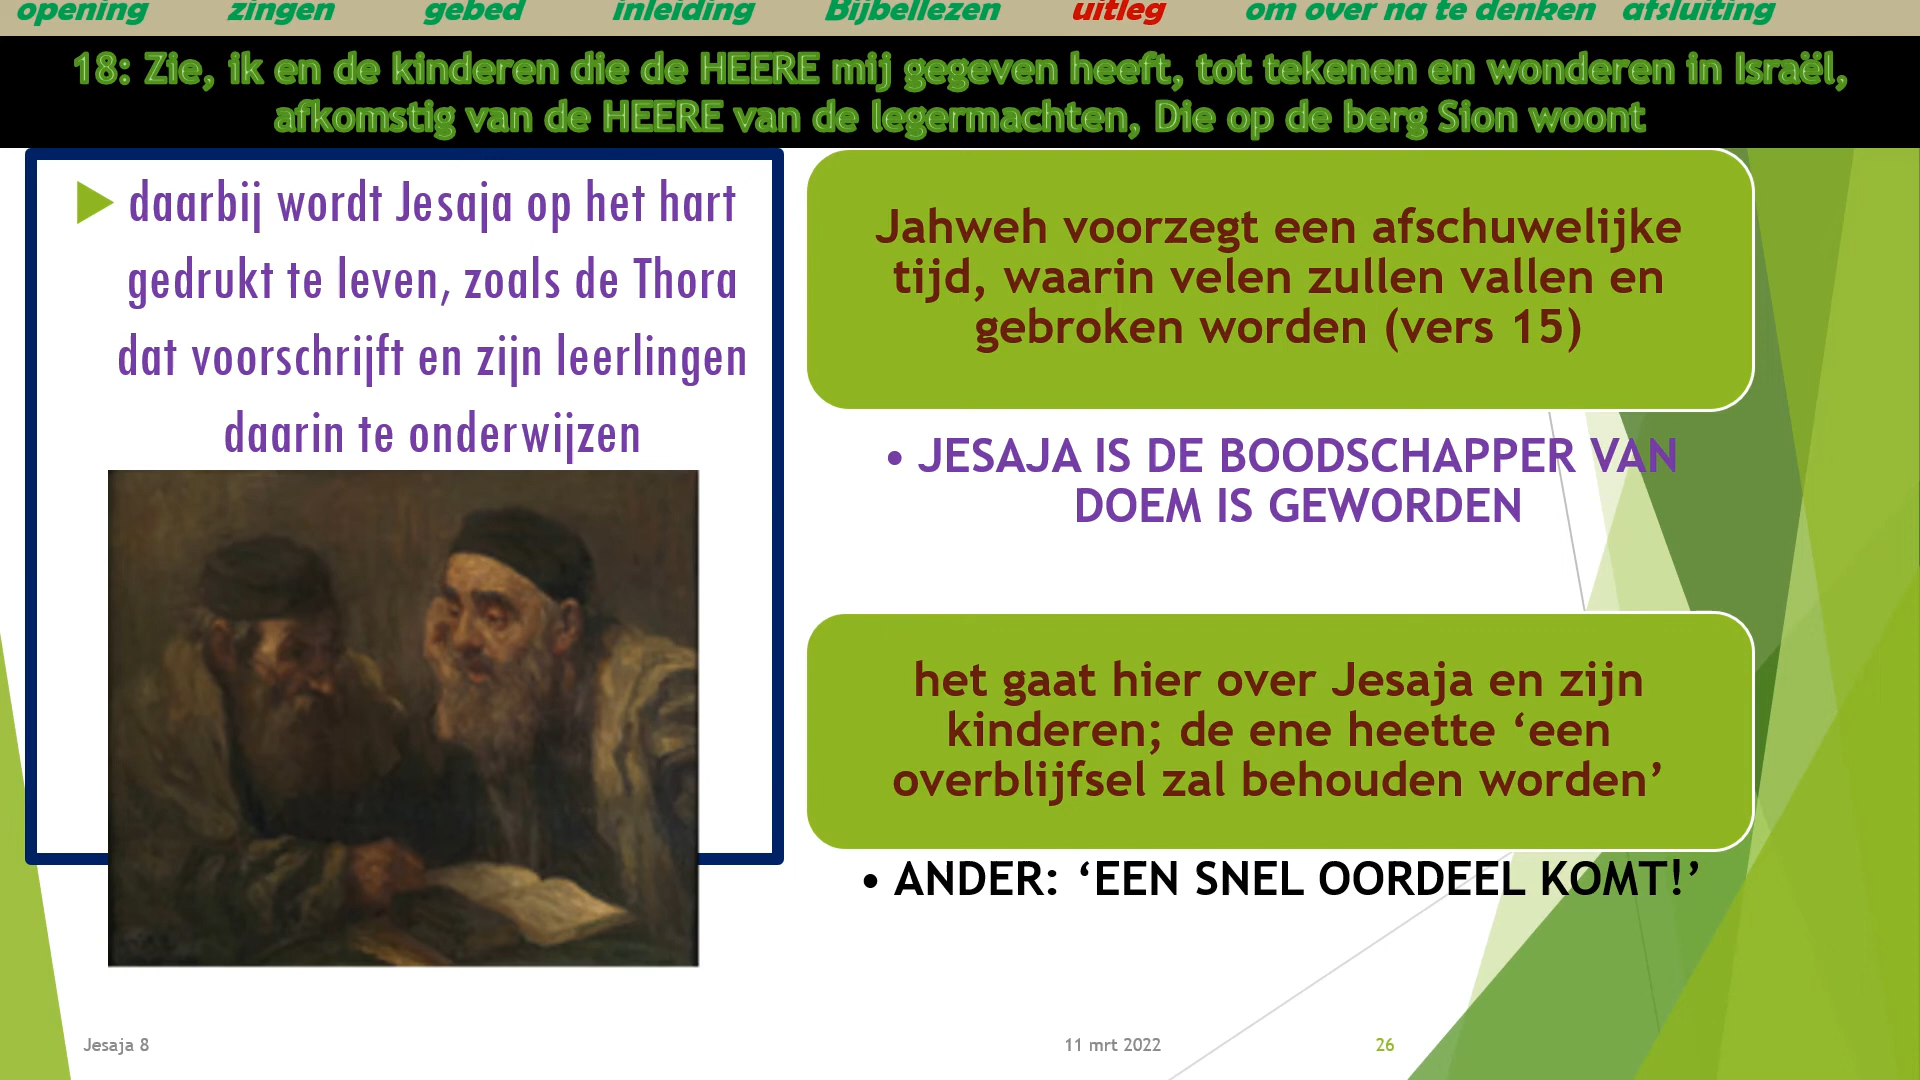 opening zingen gebed inleiding Bijbellezen uitleg om over na te denken afsluiting
18: Zie, ik en de kinderen die de HEERE mij gegeven heeft, tot tekenen en wonderen in Israël,
afkomstig van de HEERE van de legermachten, Die op de berg Sion woont
daarbij wordt Jesaja op het hart
gedrukt te leven, zoals de Thora
dat voorschrijft en zijn leerlingen
daarin te onderwijzen
Jahweh voorzegt een afschuwelijke
tijd, waarin velen zullen vallen en
gebroken worden (vers 15)
• JESAJA IS DE BOODSCHAPPER VAN
DOEM IS GEWORDEN
het gaat hier over Jesaja en zijn
kinderen; de ene heette ‘een
overblijfsel zal behouden worden’
• ANDER: ‘EEN SNEL OORDEEL KOMT!’
Jesaja 8
11 mrt 2022
26